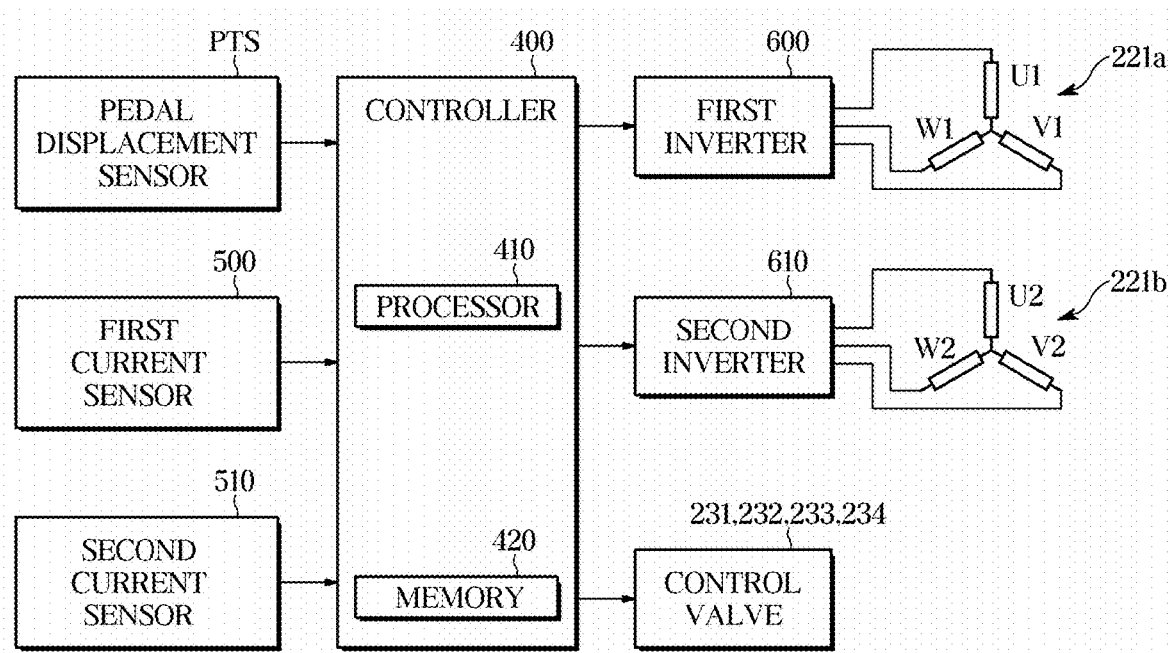 PTS
PEDAL
DISPLACEMENT
SENSOR
500
FIRST
CURRENT
SENSOR
510
SECOND
CURRENT
SENSOR
400
CONTROLLER
410
PROCESSOR
420
MEMORY
600
FIRST
INVERTER
U1
W1
V1
221a
610
SECOND
INVERTER
U2
W2
V2
221b
231,232,233,234
CONTROL
VALVE